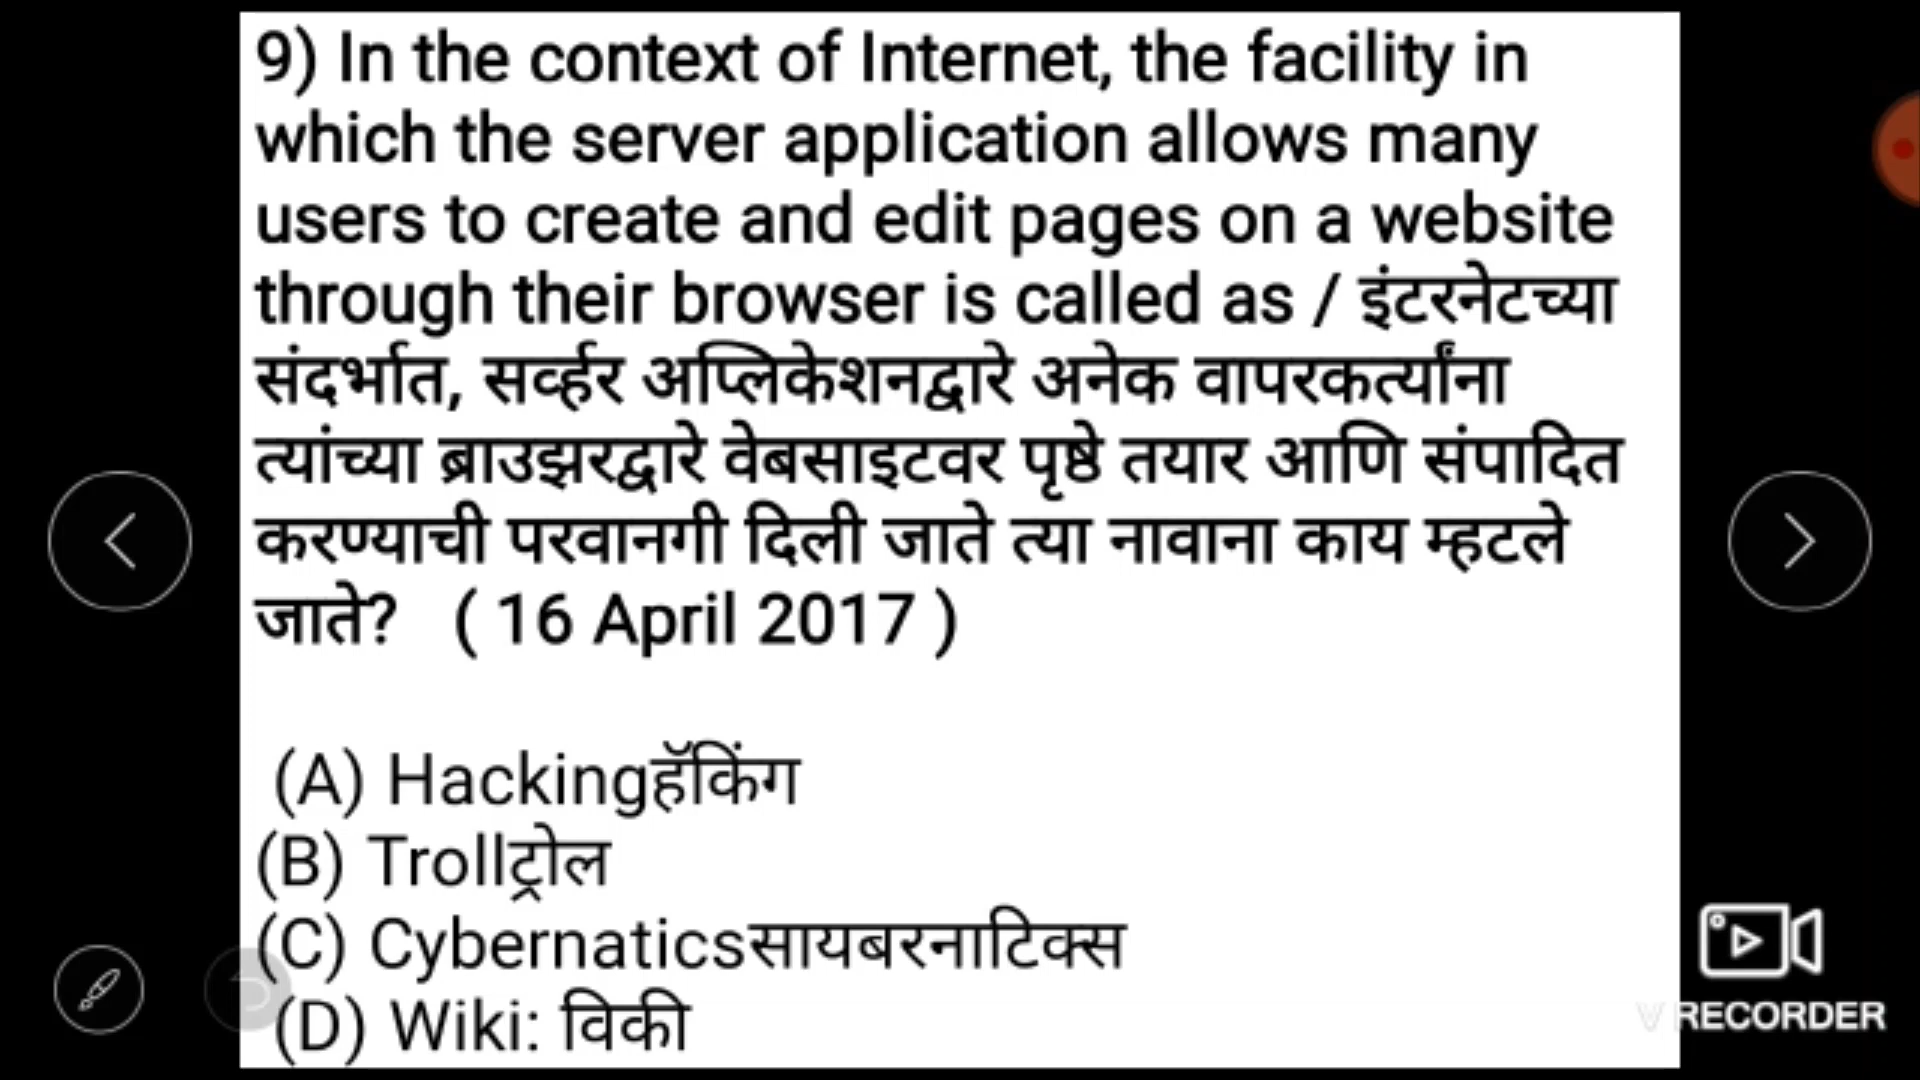 9) In the context of Internet, the facility in
which the server application allows many
users to create and edit pages on a website
through their browser is called as / इंटरनेटच्या
संदर्भात, सर्व्हर अप्लिकेशनद्वारे अनेक वापरकर्त्यांना
त्यांच्या ब्राउझरद्वारे वेबसाइटवर पृष्ठे तयार आणि संपादित
करण्याची परवानगी दिली जाते त्या नावाना काय म्हटले
जाते? ( 16 April 2017 )
(A) Hackingहॅकिंग
(B) Trollट्रोल
(C) Cybernaticsसायबरनाटिक्स
(D) Wiki: विकी
V RECORDER